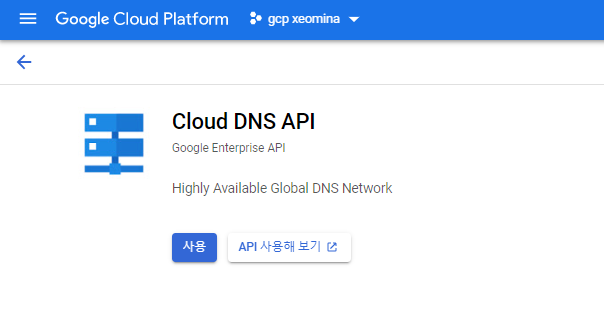 Google Cloud Platform gcp xeomina
Cloud DNS API
Google Enterprise API
Highly Available Global DNS Network
사용 API 사용해 보기